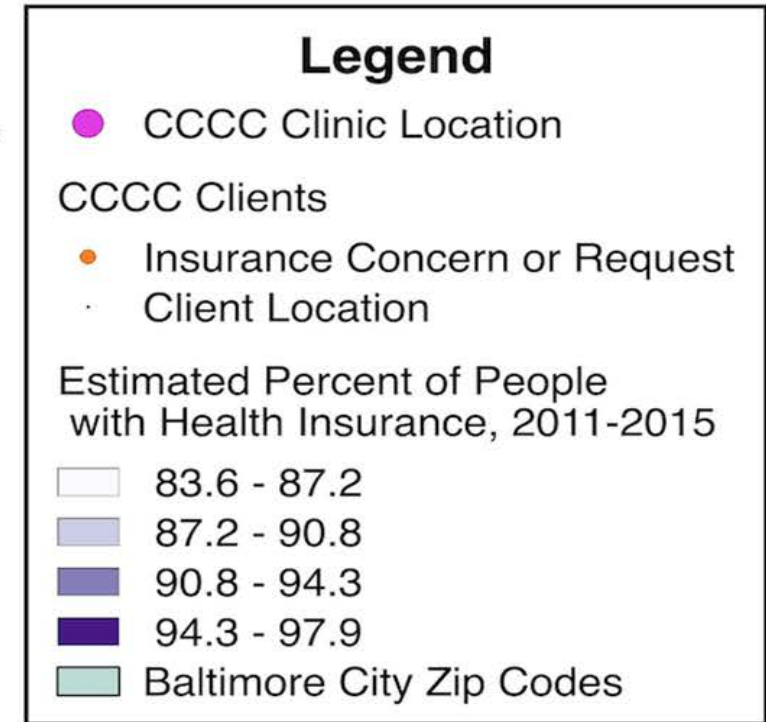 Legend
CCCC Clinic Location
CCCC Clients
Insurance Concern or Request
Client Location
Estimated Percent of People
with Health Insurance, 2011-2015
83.6 - 87.2
87.2 - 90.8
90.8 - 94.3
94.3 - 97.9
Baltimore City Zip Codes